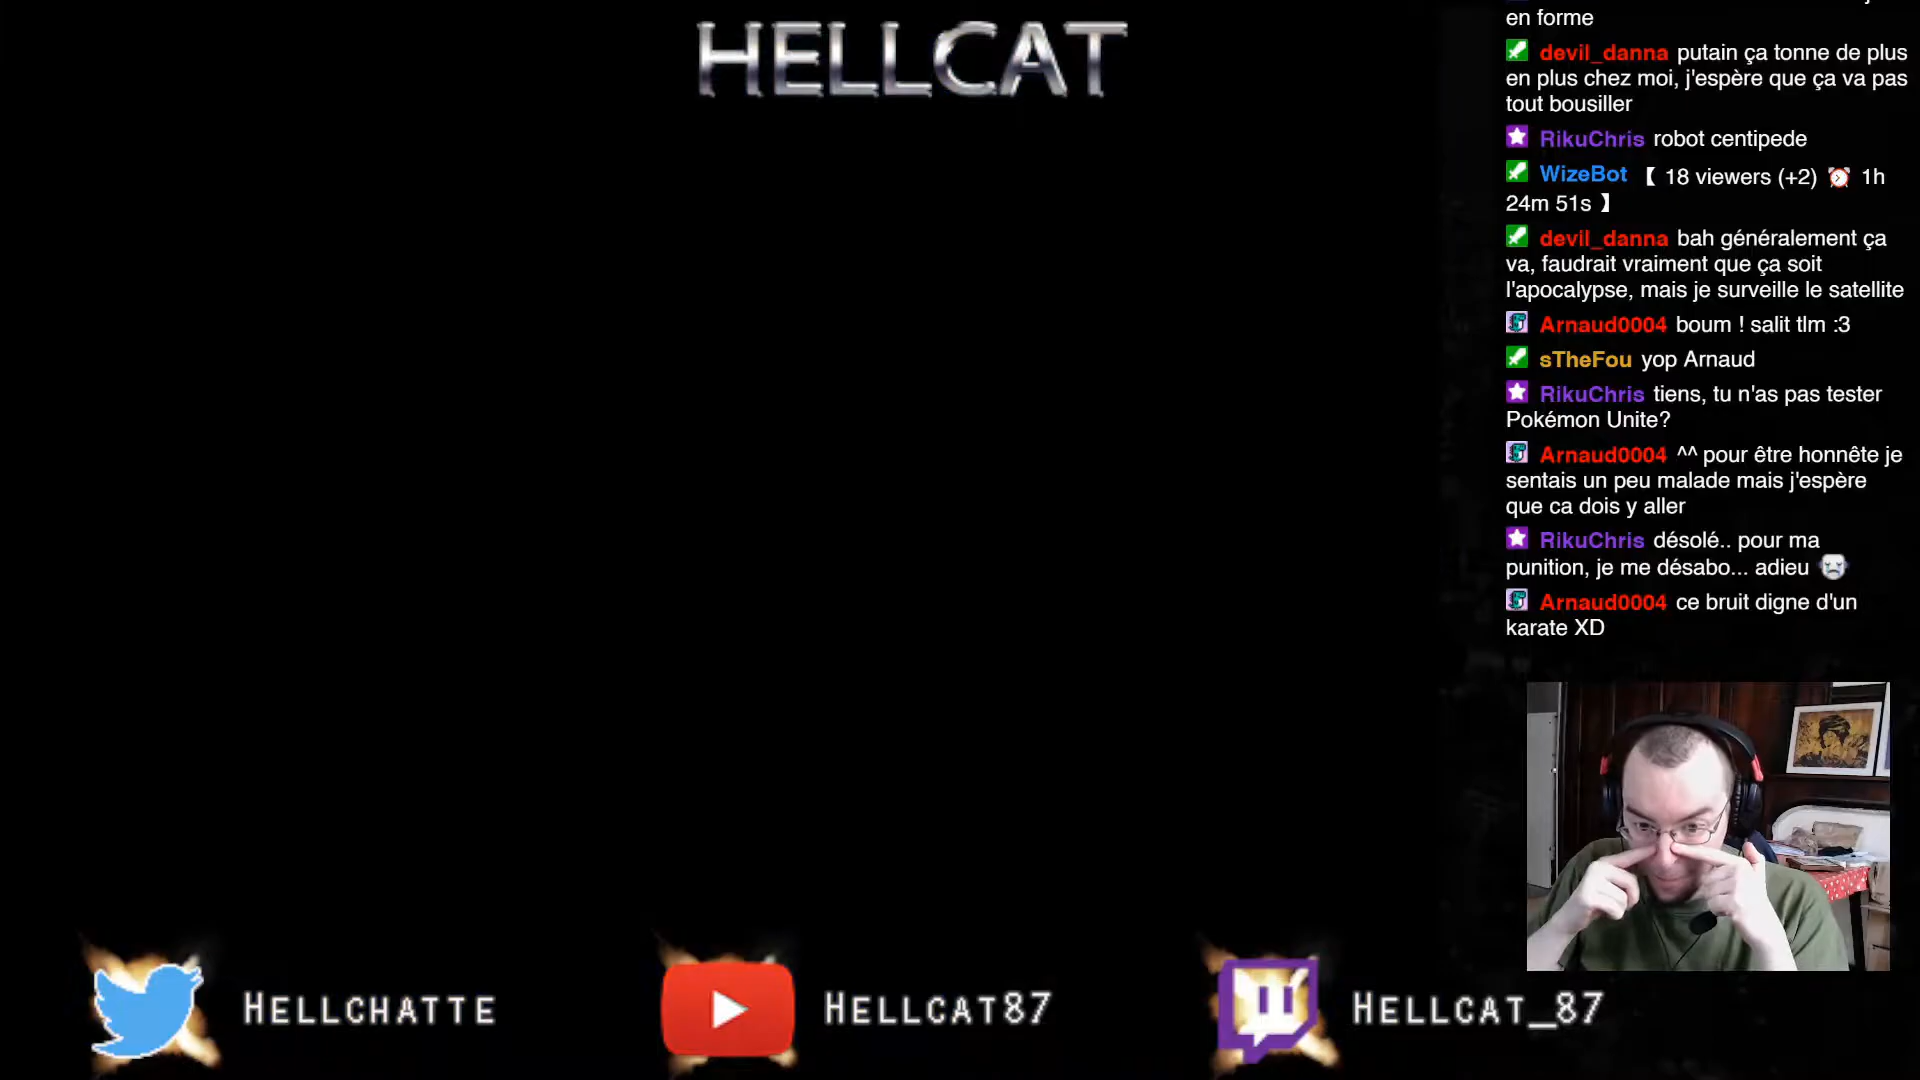 HELLCAT
en forme
devil_danna putain ça tonne de plus
en plus chez moi, j'espère que ça va pas
tout bousiller
RikuChris robot centipede
WizeBot 【 18 viewers (+2) ⏰ 1h
24m 51s 】
devil_danna bah généralement ça
va, faudrait vraiment que ça soit
l'apocalypse, mais je surveille le satellite
Arnaud0004 boum ! salit tlm :3
sTheFou yop Arnaud
RikuChris tiens, tu n'as pas tester
Pokémon Unite?
Arnaud0004 ^^ pour être honnête je
sentais un peu malade mais j'espère
que ca dois y aller
RikuChris désolé.. pour ma
punition, je me désabo... adieu
Arnaud0004 ce bruit digne d'un
karate XD
HELLCHATTE
HELLCAT87
HELLCAT_87